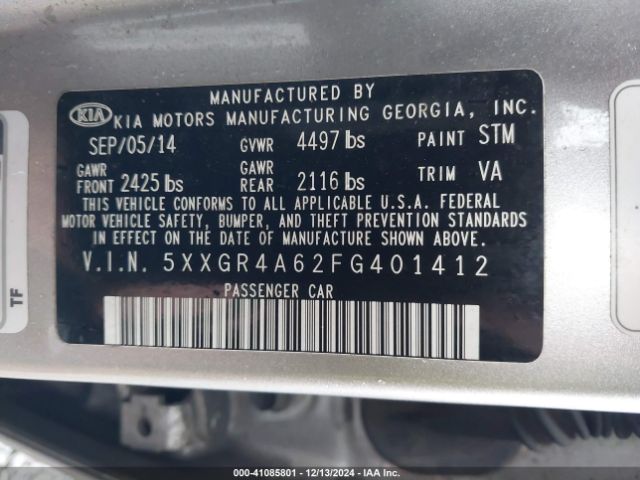 MANUFACTURED BY
KIA KIA MOTORS MANUFACTURING GEORGIA, INC.
SEP/05/14 GVWR 4497 lbs PAINT STM
GAWR FRONT 2425 lbs GAWR REAR 2116 lbs TRIM VA
THIS VEHICLE CONFORMS TO ALL APPLICABLE U.S.A. FEDERAL
MOTOR VEHICLE SAFETY, BUMPER, AND THEFT PREVENTION STANDARDS
IN EFFECT ON THE DATE OF MANUFACTURE SHOWN ABOVE.
V.I.N. 5XXGR4A62FG401412
PASSENGER CAR
TF
000-41085801 - 12/13/2024 - IAA Inc.